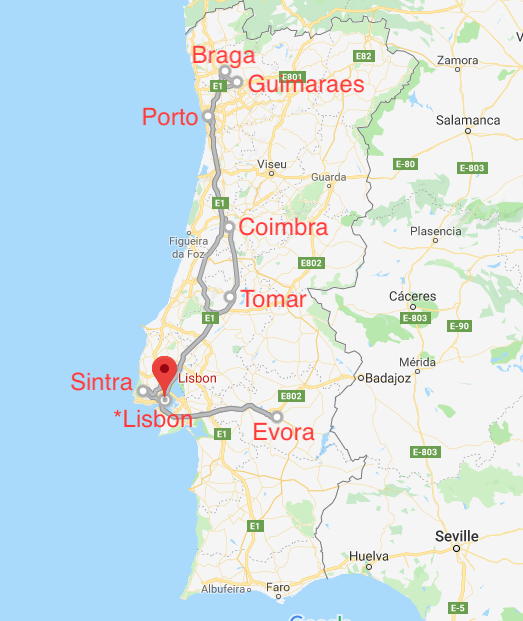 Braga
E82
E801
Guimaraes
E1
Zamora
Porto
Salamanca
Viseu
Guarda
E-80
E-803
E1
Coimbra
Plasencia
Figueira
da Foz
E802
Tomar
Cáceres
E1
E-803
E-90
Mérida
Sintra
Lisbon
Badajoz
*Lisbon
E802
Evora
E1
E-803
E1
Seville
Huelva
Albufeira
Faro
E-5
Google